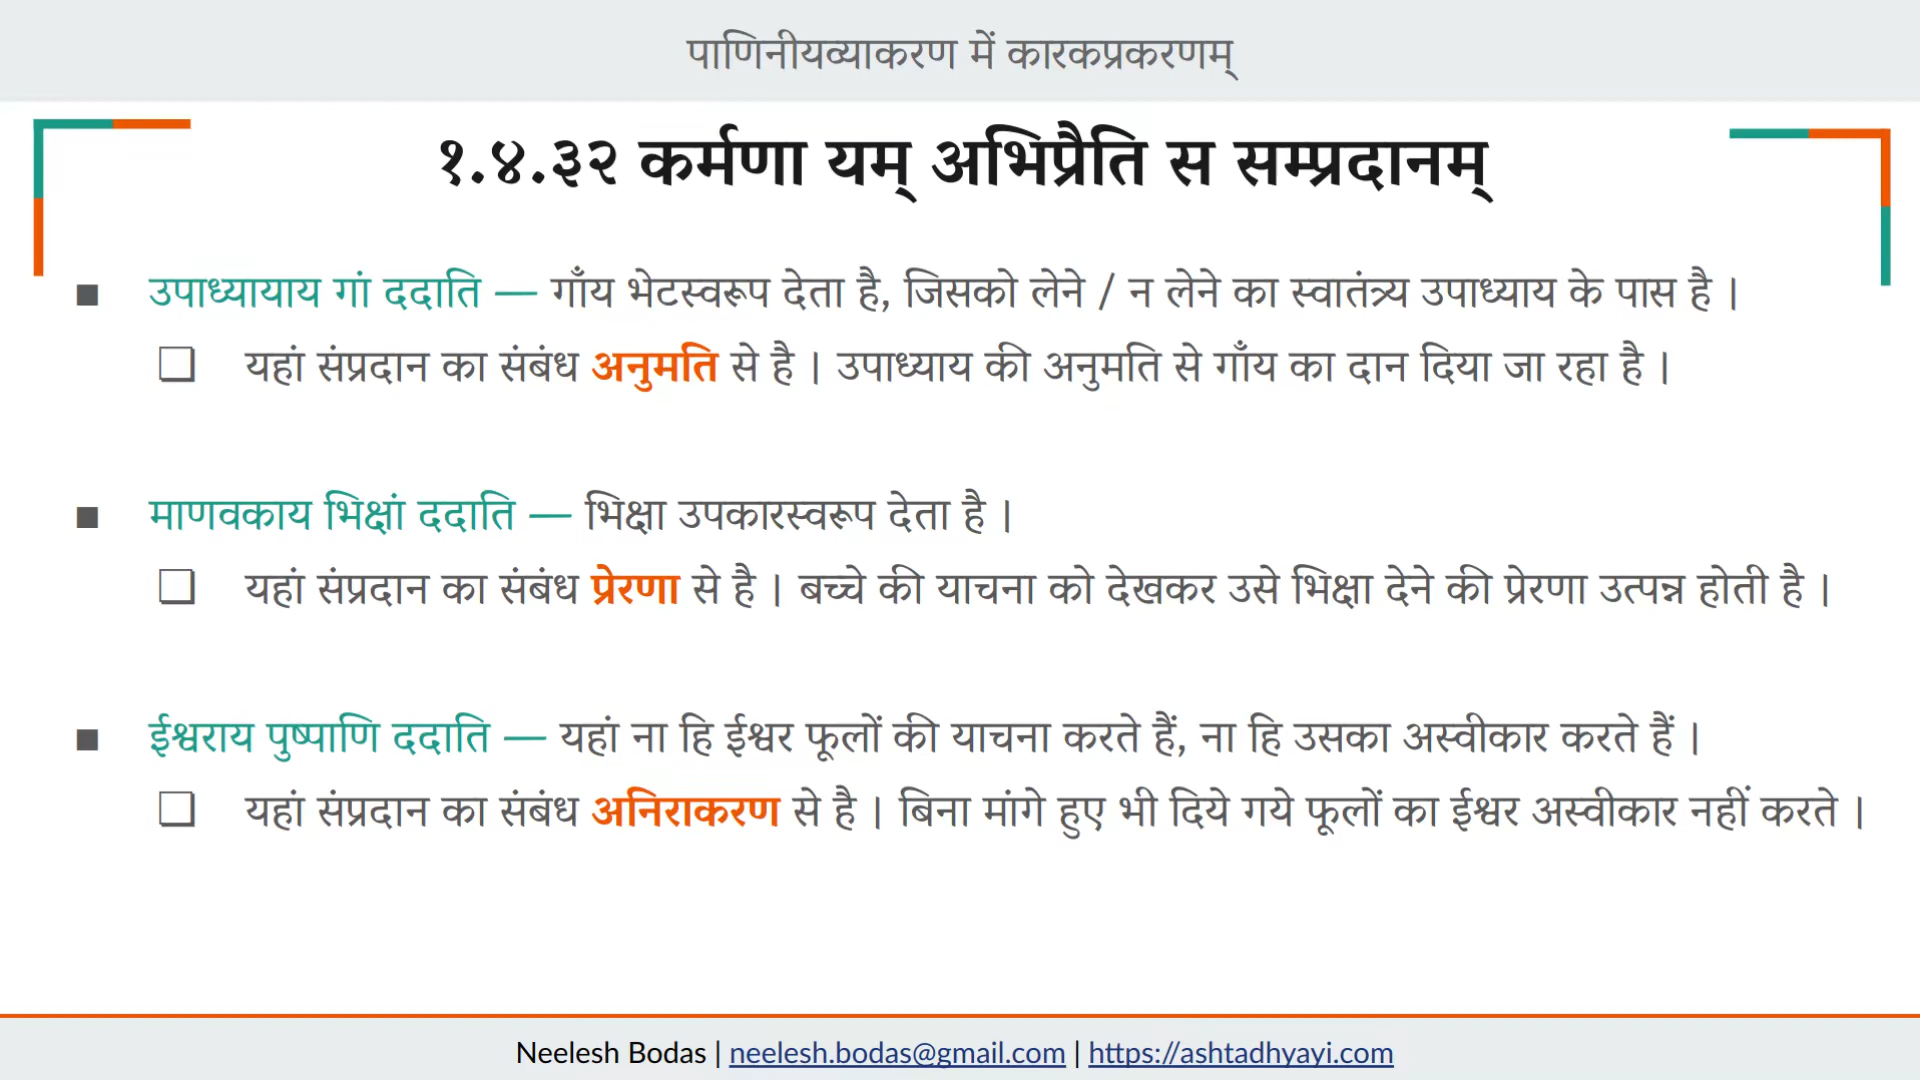 पाणिनीयव्याकरण में कारकप्रकरणम्
१.४.३२ कर्मणा यम् अभिप्रैति स सम्प्रदानम्
■ उपाध्यायाय गां ददाति — गाँय भेटस्वरूप देता है, जिसको लेने / न लेने का स्वातंत्र्य उपाध्याय के पास है ।
❑ यहां संप्रदान का संबंध अनुमति से है । उपाध्याय की अनुमति से गाँय का दान दिया जा रहा है ।
■ माणवकाय भिक्षां ददाति — भिक्षा उपकारस्वरूप देता है ।
❑ यहां संप्रदान का संबंध प्रेरणा से है । बच्चे की याचना को देखकर उसे भिक्षा देने की प्रेरणा उत्पन्न होती है ।
■ ईश्वराय पुष्पाणि ददाति — यहां ना हि ईश्वर फूलों की याचना करते हैं, ना हि उसका अस्वीकार करते हैं ।
❑ यहां संप्रदान का संबंध अनिराकरण से है । बिना मांगे हुए भी दिये गये फूलों का ईश्वर अस्वीकार नहीं करते ।
Neelesh Bodas | neelesh.bodas@gmail.com | https://ashtadhyayi.com